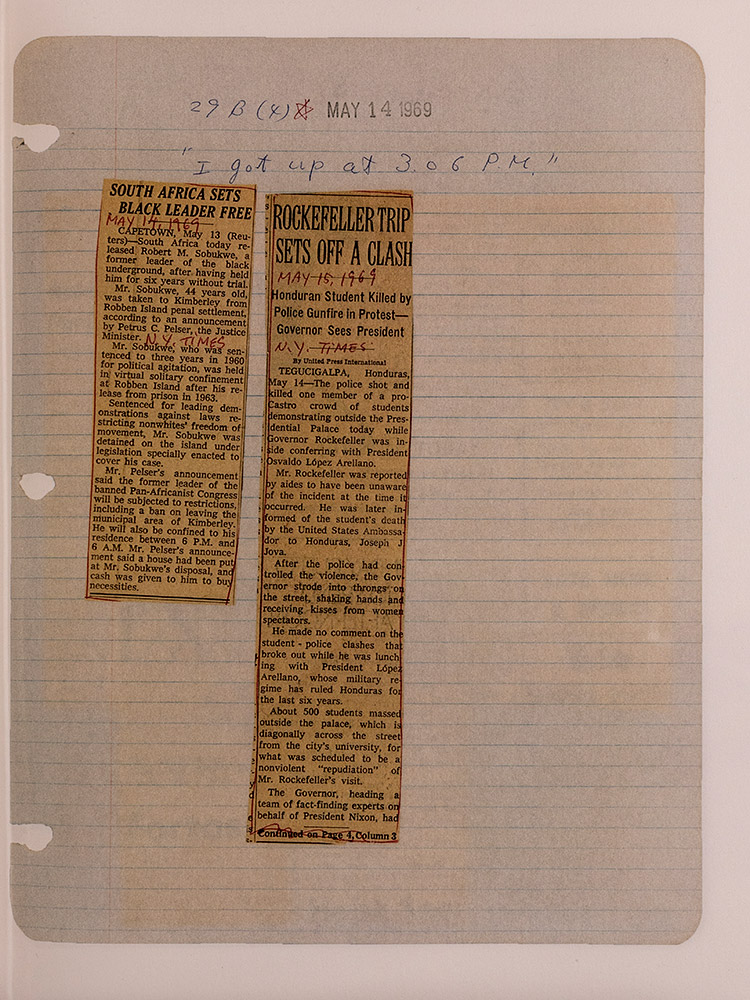 29 B (4) MAY 14 1969
"I got up at 3.06 P.M."
SOUTH AFRICA SETS
BLACK LEADER FREE
MAY 14, 1969
CAPETOWN, May 13 (Reu-
ters)—South Africa today re-
leased Robert M. Sobukwe, a
former leader of the black
underground, after having held
him for six years without trial.
Mr. Sobukwe, 44 years old,
was taken to Kimberley from
Robben Island penal settlement,
according to an announcement
by Petrus C. Pelser, the Justice
Minister. N.Y. TIMES
Mr. Sobukwe, who was sen-
tenced to three years in 1960
for political agitation, was held
in virtual solitary confinement
at Robben Island after his re-
lease from prison in 1963.
Sentenced for leading dem-
onstrations against laws re-
stricting nonwhites' freedom of
movement, Mr. Sobukwe was
detained on the island under
legislation specially enacted to
cover his case.
Mr. Pelser's announcement
said the former leader of the
banned Pan-Africanist Congress
will be subjected to restrictions,
including a ban on leaving the
municipal area of Kimberley.
He will also be confined to his
residence between 6 P.M. and
6 A.M. Mr. Pelser's announce-
ment said a house had been put
at Mr. Sobukwe's disposal, and
cash was given to him to buy
necessities.
ROCKEFELLER TRIP
SETS OFF A CLASH
MAY 15, 1969
Honduran Student Killed by
Police Gunfire in Protest—
Governor Sees President
N.Y. TIMES
By United Press International
TEGUCIGALPA, Honduras,
May 14—The police shot and
killed one member of a pro-
Castro crowd of students
demonstrating outside the Pres-
idential Palace today while
Governor Rockefeller was in-
side conferring with President
Osvaldo López Arellano.
Mr. Rockefeller was reported
by aides to have been unaware
of the incident at the time it
occurred. He was later in-
formed of the student's death
by the United States Ambassa-
dor to Honduras, Joseph J
Jova.
After the police had con-
trolled the violence, the Gov-
ernor strode into throngs on
the street, shaking hands and
receiving kisses from women
spectators.
He made no comment on the
student-police clashes that
broke out while he was lunch
ing with President López
Arellano, whose military re-
gime has ruled Honduras for
the last six years.
About 500 students massed
outside the palace, which is
diagonally across the street
from the city's university, for
what was scheduled to be a
nonviolent "repudiation" of
Mr. Rockefeller's visit.
The Governor, heading a
team of fact-finding experts on
behalf of President Nixon, had
Continued on Page 4, Column 3